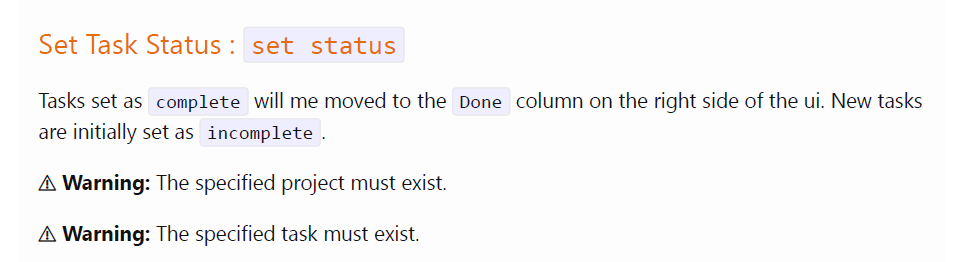 Set Task Status : set status
Tasks set as complete will me moved to the Done column on the right side of the ui. New tasks
are initially set as incomplete.
⚠ Warning: The specified project must exist.
⚠ Warning: The specified task must exist.